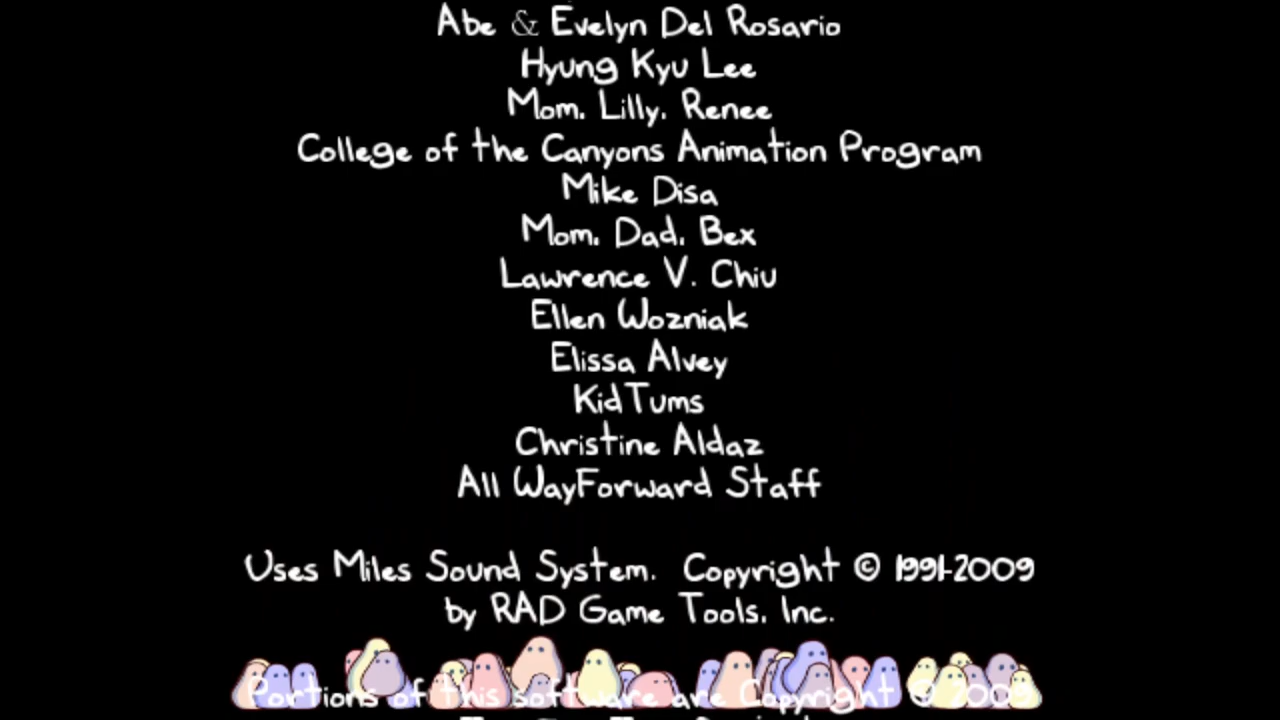 Abe & Evelyn Del Rosario
Hyung Kyu Lee
Mom, Lilly, Renee
College of the Canyons Animation Program
Mike Disa
Mom, Dad, Bex
Lawrence V. Chiu
Ellen Wozniak
Elissa Alvey
KidTums
Christine Aldaz
All WayForward Staff
Uses Miles Sound System. Copyright © 1991-2009
by RAD Game Tools, Inc.
Portions of this software are Copyright © 2009